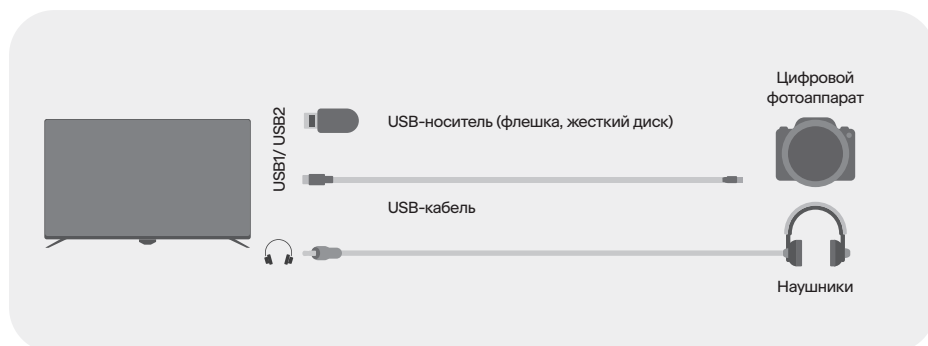 Цифровой
фотоаппарат
USB1/ USB2
USB-носитель (флешка, жесткий диск)
USB-кабель
Наушники